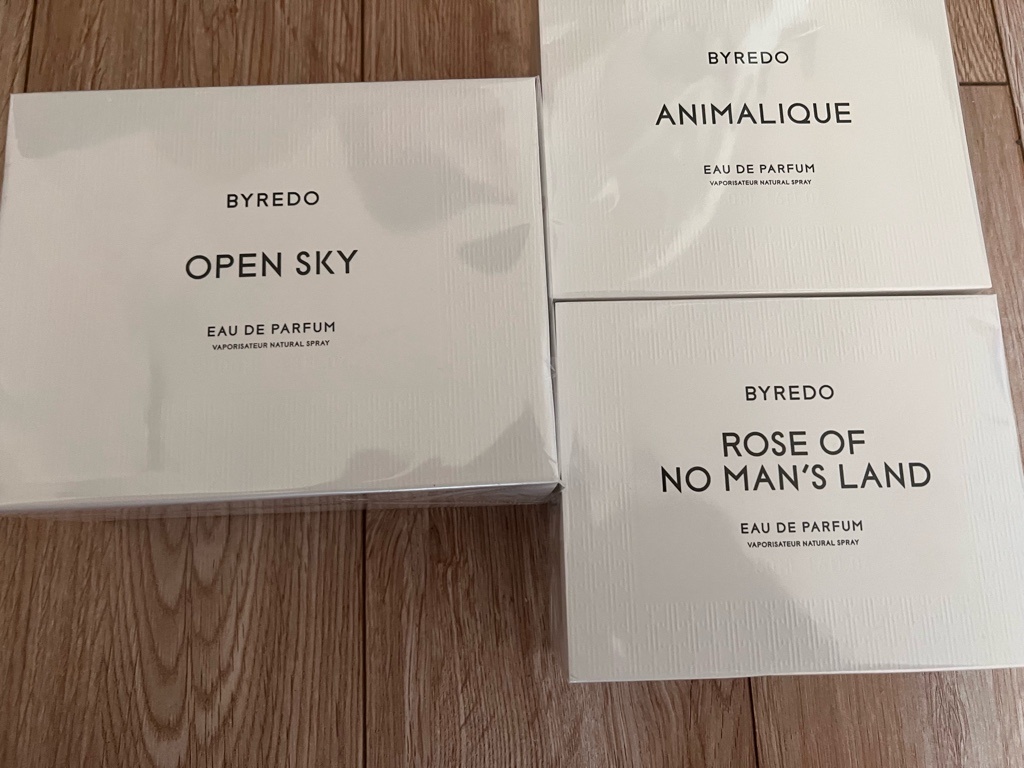 BYREDO
OPEN SKY
EAU DE PARFUM
VAPORISATEUR NATURAL SPRAY
BYREDO
ANIMALIQUE
EAU DE PARFUM
VAPORISATEUR NATURAL SPRAY
BYREDO
ROSE OF
NO MAN'S LAND
EAU DE PARFUM
VAPORISATEUR NATURAL SPRAY